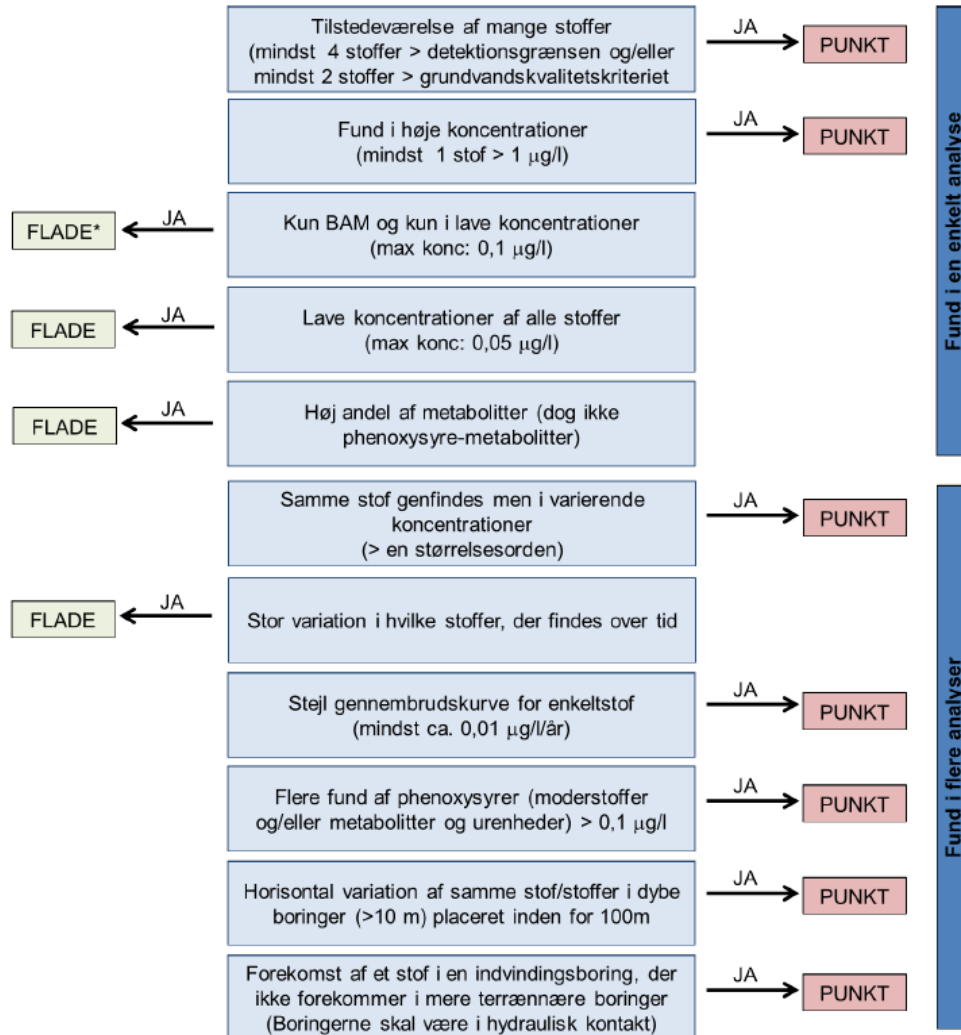 Tilstedeværelse af mange stoffer
(mindst 4 stoffer > detektionsgrænsen og/eller
mindst 2 stoffer > grundvandskvalitetskriteriet
JA
PUNKT
Fund i høje koncentrationer
(mindst 1 stof > 1 µg/l)
JA
PUNKT
FLADE*
JA
Kun BAM og kun i lave koncentrationer
(max konc: 0,1 µg/l)
FLADE
JA
Lave koncentrationer af alle stoffer
(max konc: 0,05 µg/l)
FLADE
JA
Høj andel af metabolitter (dog ikke
phenoxysyre-metabolitter)
Fund i en enkelt analyse
Samme stof genfindes men i varierende
koncentrationer
(> en størrelsesorden)
JA
PUNKT
FLADE
JA
Stor variation i hvilke stoffer, der findes over tid
Stejl gennembrudskurve for enkeltstof
(mindst ca. 0,01 µg/l/år)
JA
PUNKT
Flere fund af phenoxysyrer (moderstoffer
og/eller metabolitter og urenheder) > 0,1 µg/l
JA
PUNKT
Horisontal variation af samme stof/stoffer i dybe
boringer (>10 m) placeret inden for 100m
JA
PUNKT
Forekomst af et stof i en indvindingsboring, der
ikke forekommer i mere terrænnære boringer
(Boringerne skal være i hydraulisk kontakt)
JA
PUNKT
Fund i flere analyser